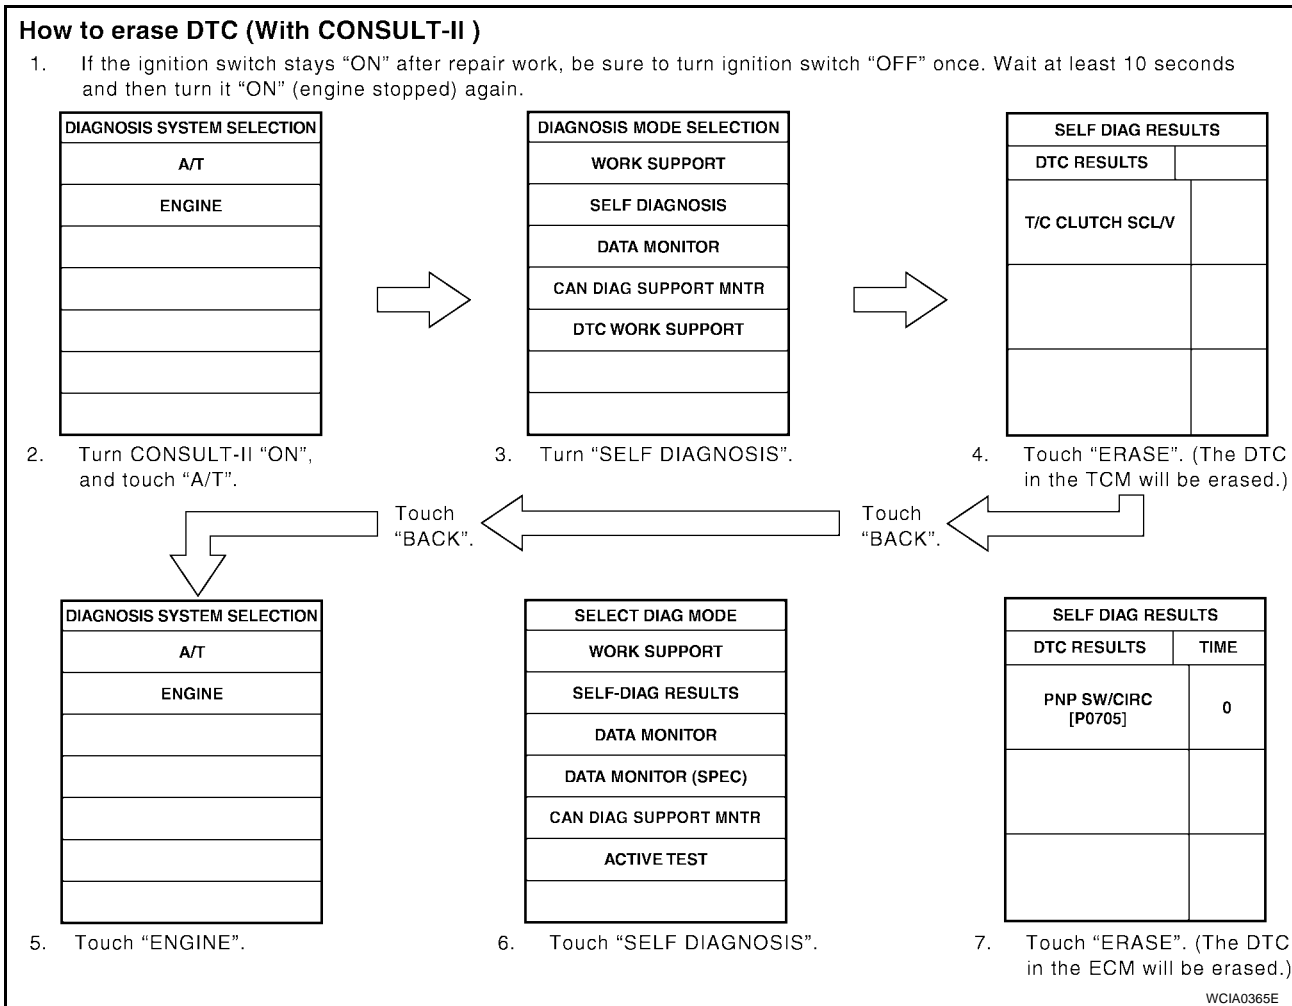 How to erase DTC (With CONSULT-II )
1. If the ignition switch stays “ON” after repair work, be sure to turn ignition switch “OFF” once. Wait at least 10 seconds
and then turn it “ON” (engine stopped) again.
DIAGNOSIS SYSTEM SELECTION
A/T
ENGINE
DIAGNOSIS MODE SELECTION
WORK SUPPORT
SELF DIAGNOSIS
DATA MONITOR
CAN DIAG SUPPORT MNTR
DTC WORK SUPPORT
SELF DIAG RESULTS
DTC RESULTS
T/C CLUTCH SCL/V
2. Turn CONSULT-II “ON”,
and touch “A/T”.
3. Turn “SELF DIAGNOSIS”.
4. Touch “ERASE”. (The DTC
in the TCM will be erased.)
Touch
“BACK”.
Touch
“BACK”.
DIAGNOSIS SYSTEM SELECTION
A/T
ENGINE
SELECT DIAG MODE
WORK SUPPORT
SELF-DIAG RESULTS
DATA MONITOR
DATA MONITOR (SPEC)
CAN DIAG SUPPORT MNTR
ACTIVE TEST
SELF DIAG RESULTS
DTC RESULTS TIME
PNP SW/CIRC
[P0705] 0
5. Touch “ENGINE”.
6. Touch “SELF DIAGNOSIS”.
7. Touch “ERASE”. (The DTC
in the ECM will be erased.)
WCIA0365E